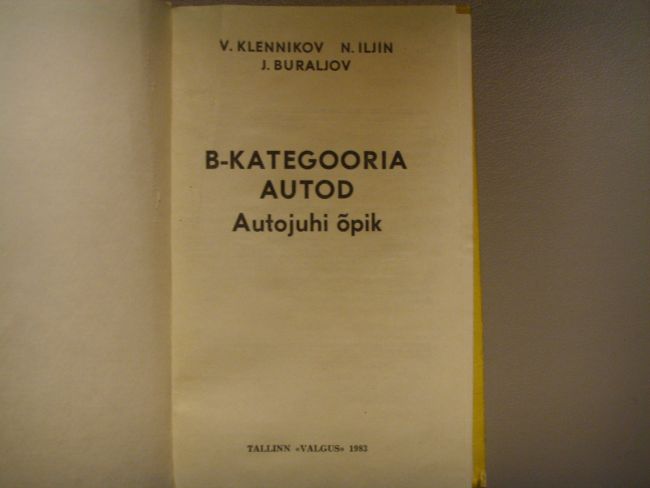 V. KLENNIKOV N. ILJIN
J. BURALJOV
B-KATEGOORIA
AUTOD
Autojuhi õpik
TALLINN «VALGUS» 1983